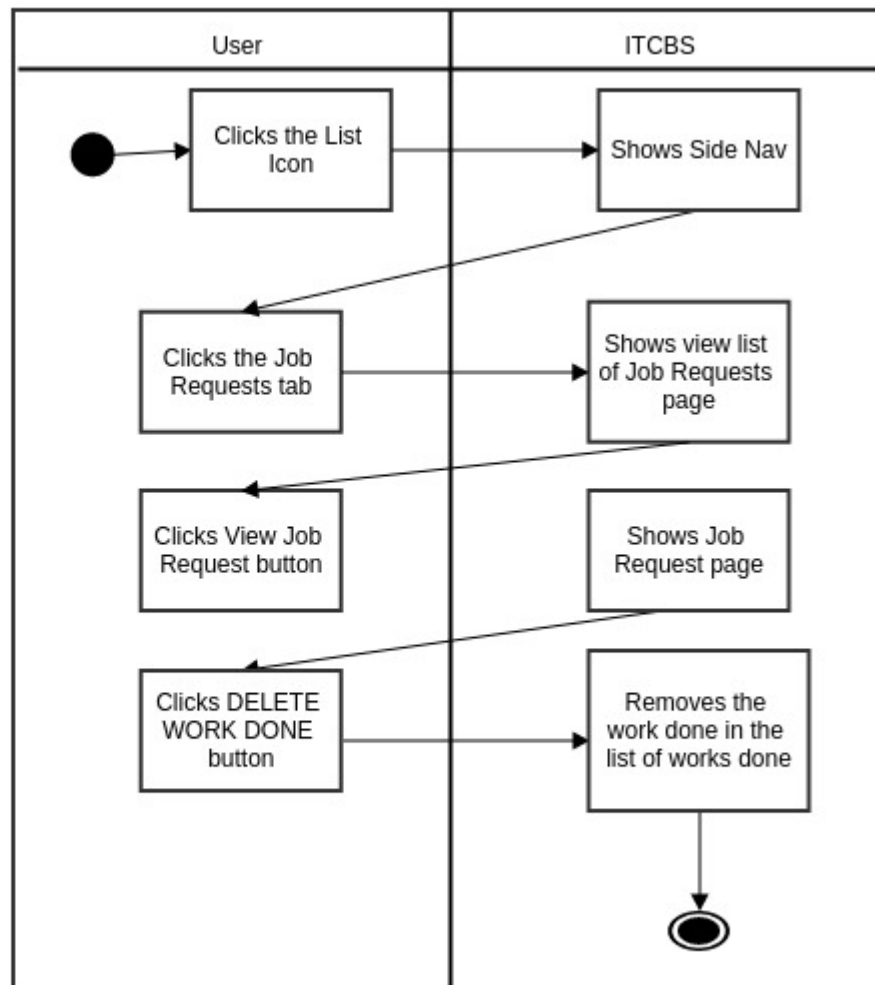 User
ITCBS
Clicks the List
Icon
Shows Side Nav
Clicks the Job
Requests tab
Shows view list
of Job Requests
page
Clicks View Job
Request button
Shows Job
Request page
Clicks DELETE
WORK DONE
button
Removes the
work done in the
list of works done